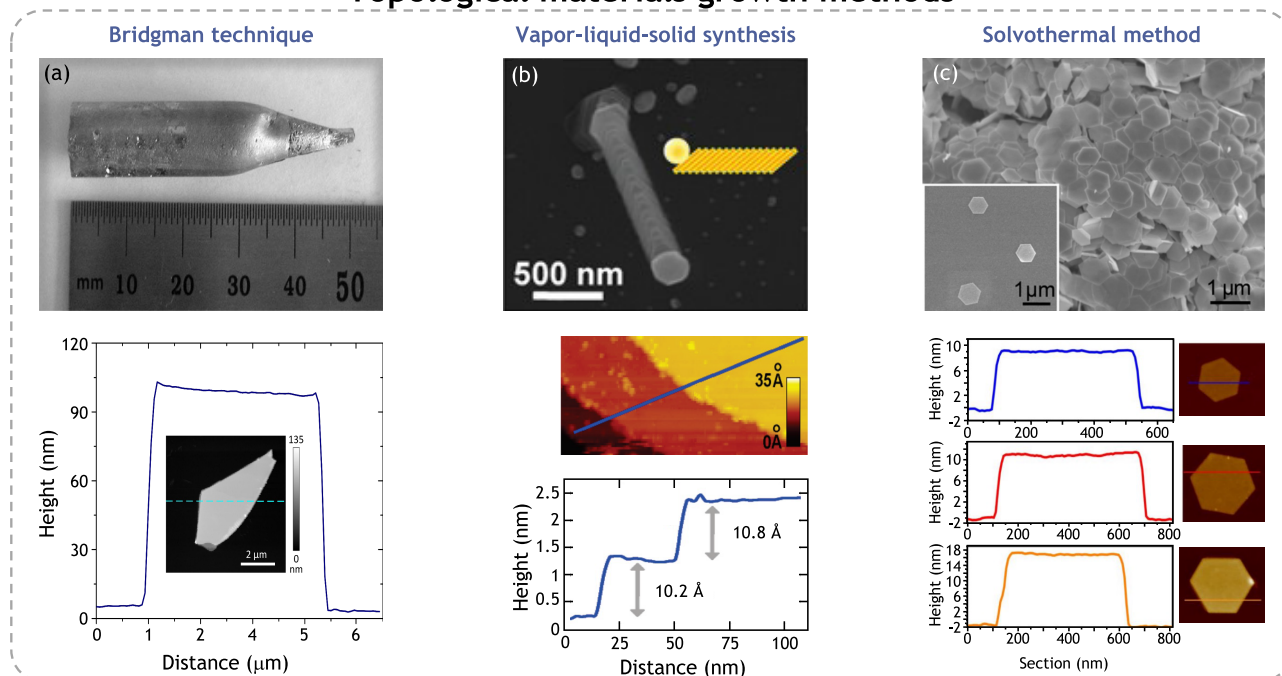 Topological materials growth methods
Bridgman technique
Vapor-liquid-solid synthesis
Solvothermal method
(a)
mm 10 20 30 40 50
(b)
500 nm
(c)
1μm
1μm
120
90
60
30
0
Height (nm)
0 1 2 3 4 5 6
Distance (μm)
135
0
nm
2 μm
35Å
0Å
2.5
2
1.5
1
0.5
0
Height (nm)
10.8 Å
10.2 Å
0 25 50 75 100
Distance (nm)
10
6
2
-2
Height (nm)
0 200 400 600
10
6
2
-2
Height (nm)
0 200 400 600 800
18
14
10
6
2
-2
Height (nm)
0 200 400 600 800
Section (nm)